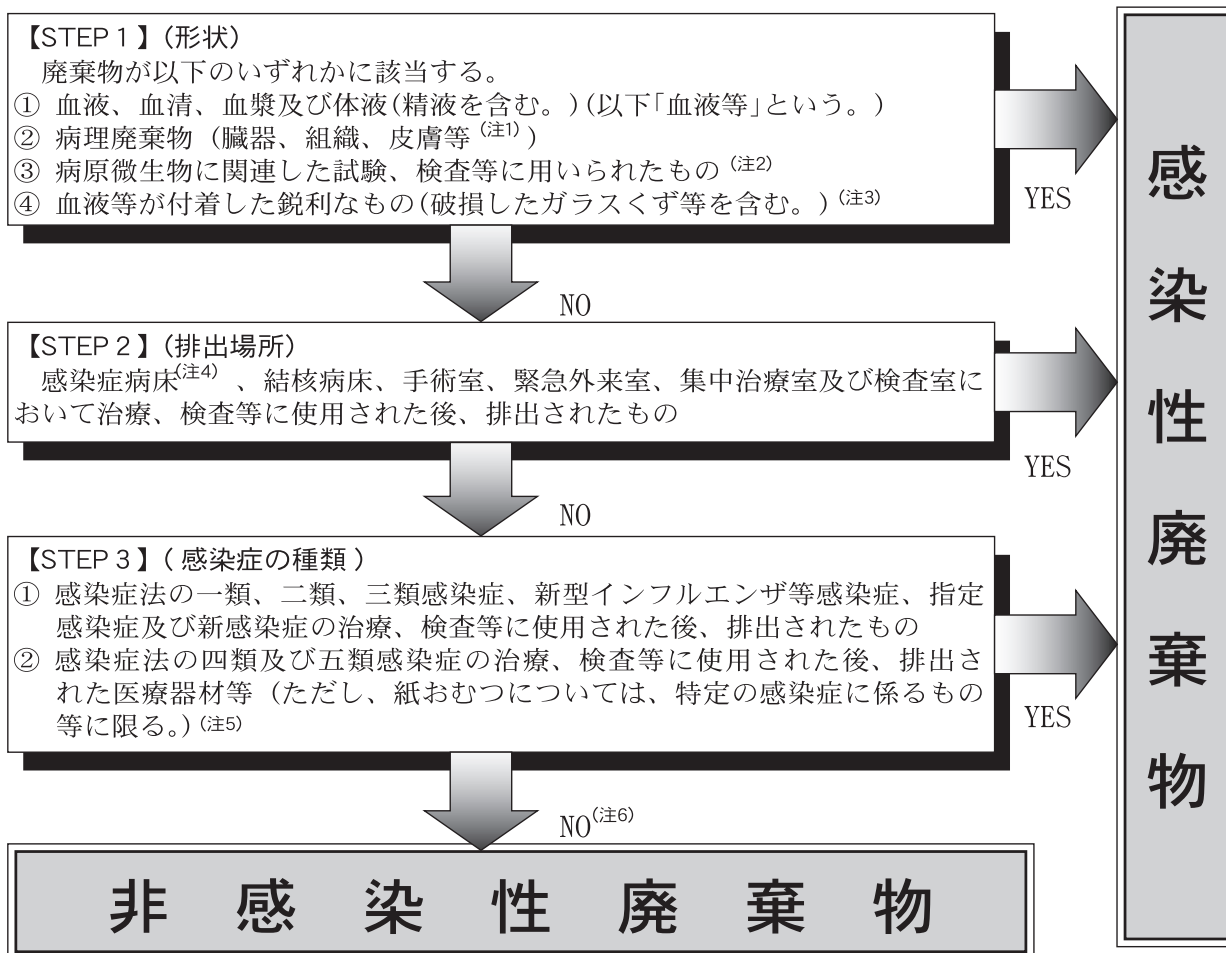 【STEP 1】(形状)
廃棄物が以下のいずれかに該当する。
① 血液、血清、血漿及び体液(精液を含む。)(以下「血液等」という。)
② 病理廃棄物（臓器、組織、皮膚等(注1)）
③ 病原微生物に関連した試験、検査等に用いられたもの(注2)
④ 血液等が付着した鋭利なもの(破損したガラスくず等を含む。)(注3)
YES
NO
【STEP 2】(排出場所)
感染症病床(注4)、結核病床、手術室、緊急外来室、集中治療室及び検査室に
おいて治療、検査等に使用された後、排出されたもの
YES
NO
【STEP 3】(感染症の種類)
① 感染症法の一類、二類、三類感染症、新型インフルエンザ等感染症、指定
感染症及び新感染症の治療、検査等に使用された後、排出されたもの
② 感染症法の四類及び五類感染症の治療、検査等に使用された後、排出さ
れた医療器材等（ただし、紙おむつについては、特定の感染症に係るもの
等に限る。）(注5)
YES
NO(注6)
非感染性廃棄物
感染性廃棄物